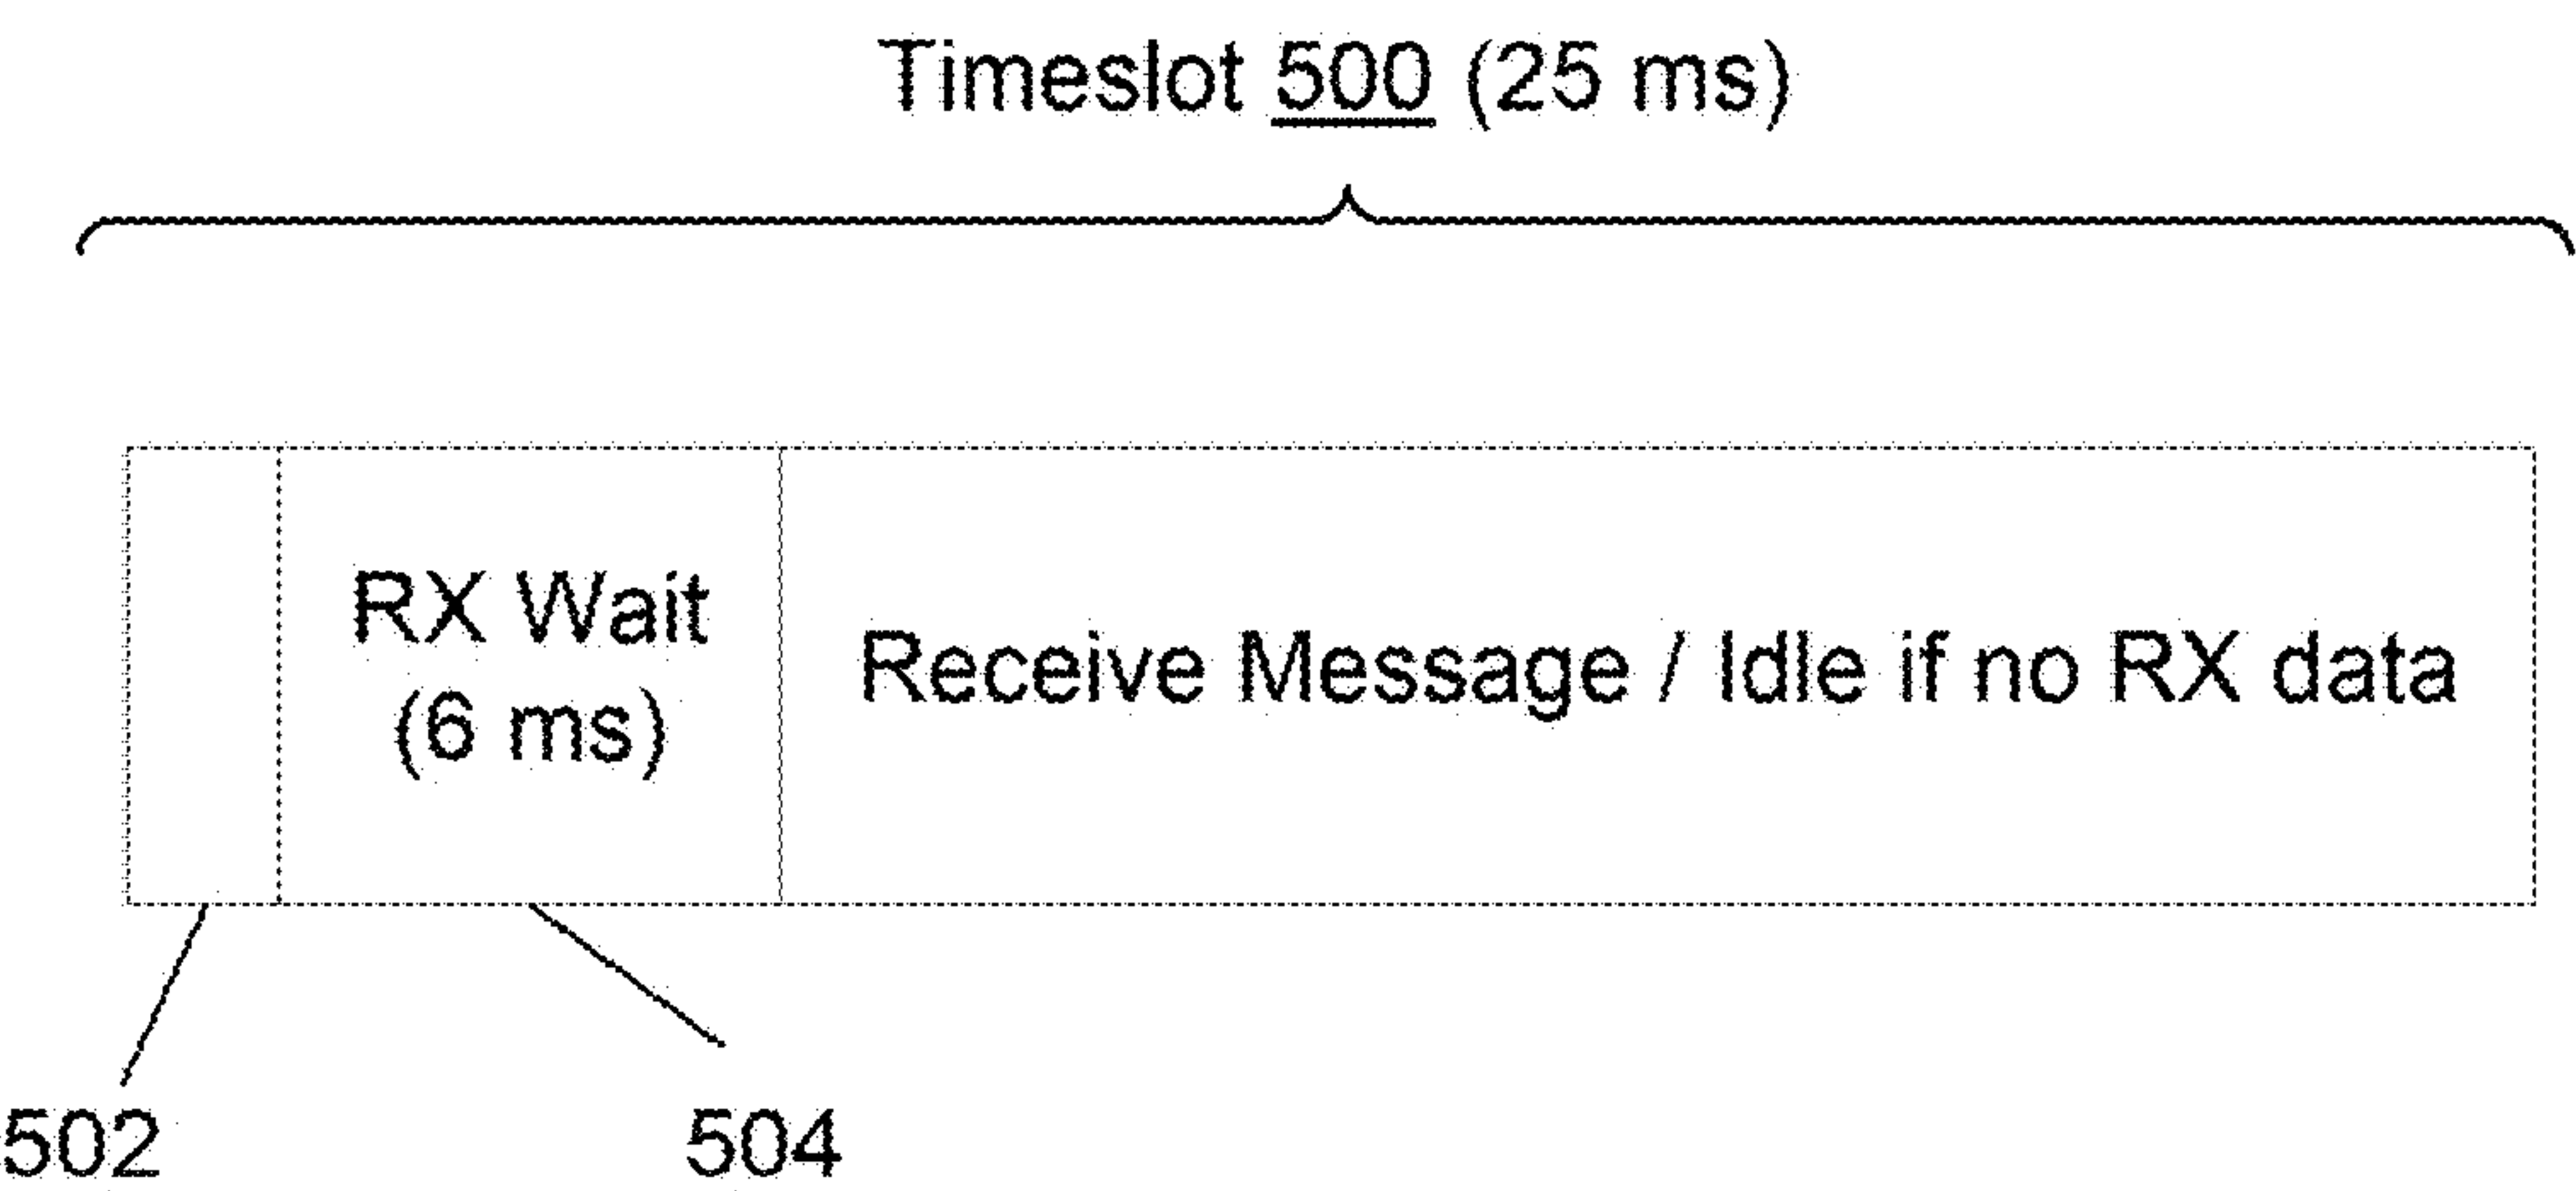 Timeslot 500 (25 ms)
RX Wait
(6 ms)
Receive Message / Idle if no RX data
502
504